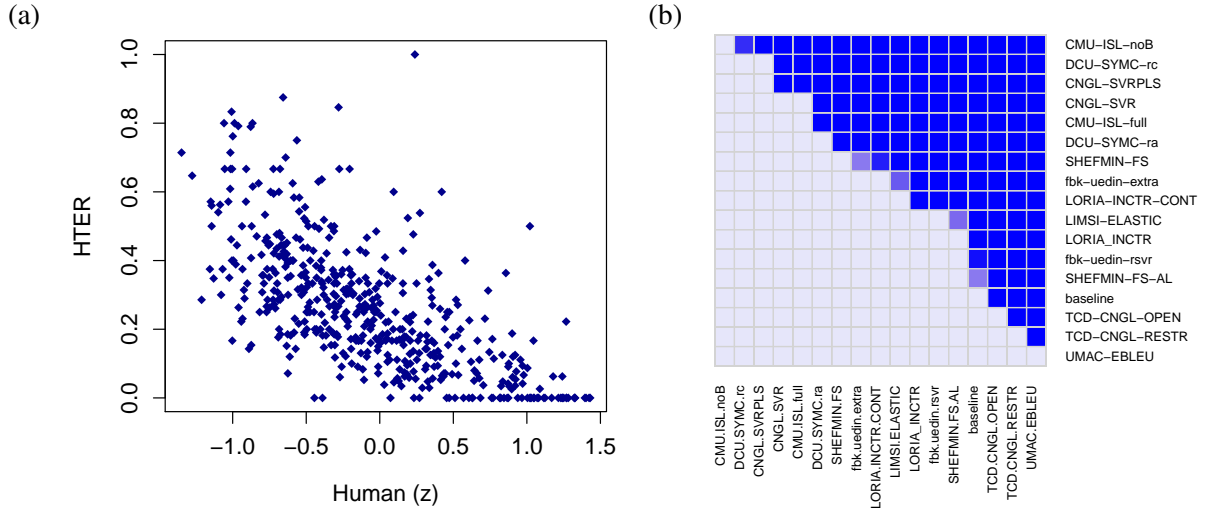 (a)
1.0
0.8
0.6
0.4
0.2
0.0
HTER
−1.0 −0.5 0.0 0.5 1.0 1.5
Human (z)
(b)
CMU−ISL−noB
DCU−SYMC−rc
CNGL−SVRPLS
CNGL−SVR
CMU−ISL−full
DCU−SYMC−ra
SHEFMIN−FS
fbk−uedin−extra
LORIA−INCTR−CONT
LIMSI−ELASTIC
LORIA_INCTR
fbk−uedin−rsvr
SHEFMIN−FS−AL
baseline
TCD−CNGL−OPEN
TCD−CNGL−RESTR
UMAC−EBLEU
CMU.ISL.noB
DCU.SYMC.rc
CNGL.SVRPLS
CNGL.SVR
CMU.ISL.full
DCU.SYMC.ra
SHEFMIN.FS
fbk.uedin.extra
LORIA.INCTR.CONT
LIMSI.ELASTIC
LORIA_INCTR
fbk.uedin.rsvr
SHEFMIN.FS.AL
baseline
TCD.CNGL.OPEN
TCD.CNGL.RESTR
UMAC.EBLEU